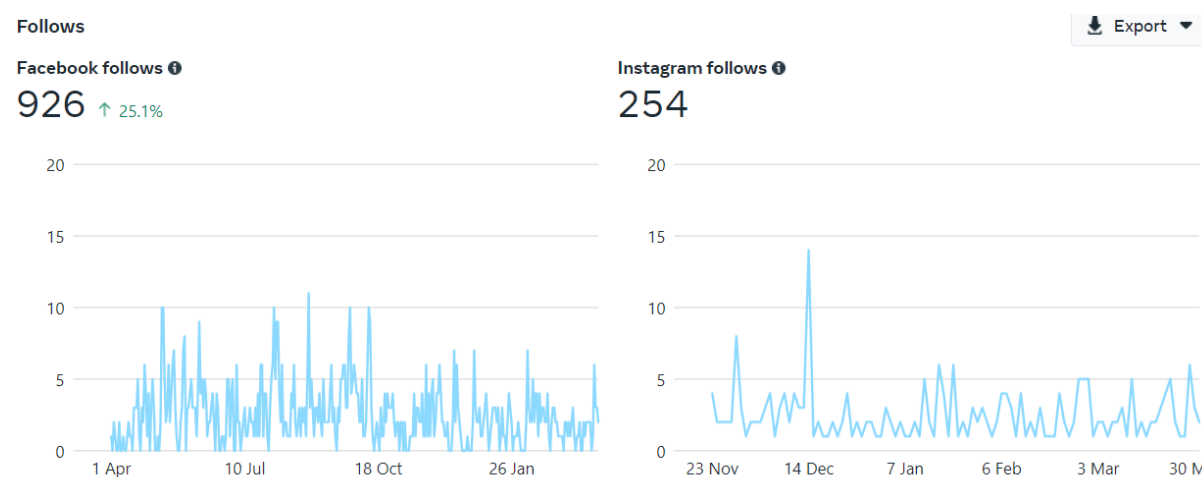 Follows
Export
Facebook follows
926 ↑ 25.1%
Instagram follows
254
20
15
10
5
0
1 Apr 10 Jul 18 Oct 26 Jan
20
15
10
5
0
23 Nov 14 Dec 7 Jan 6 Feb 3 Mar 30 M